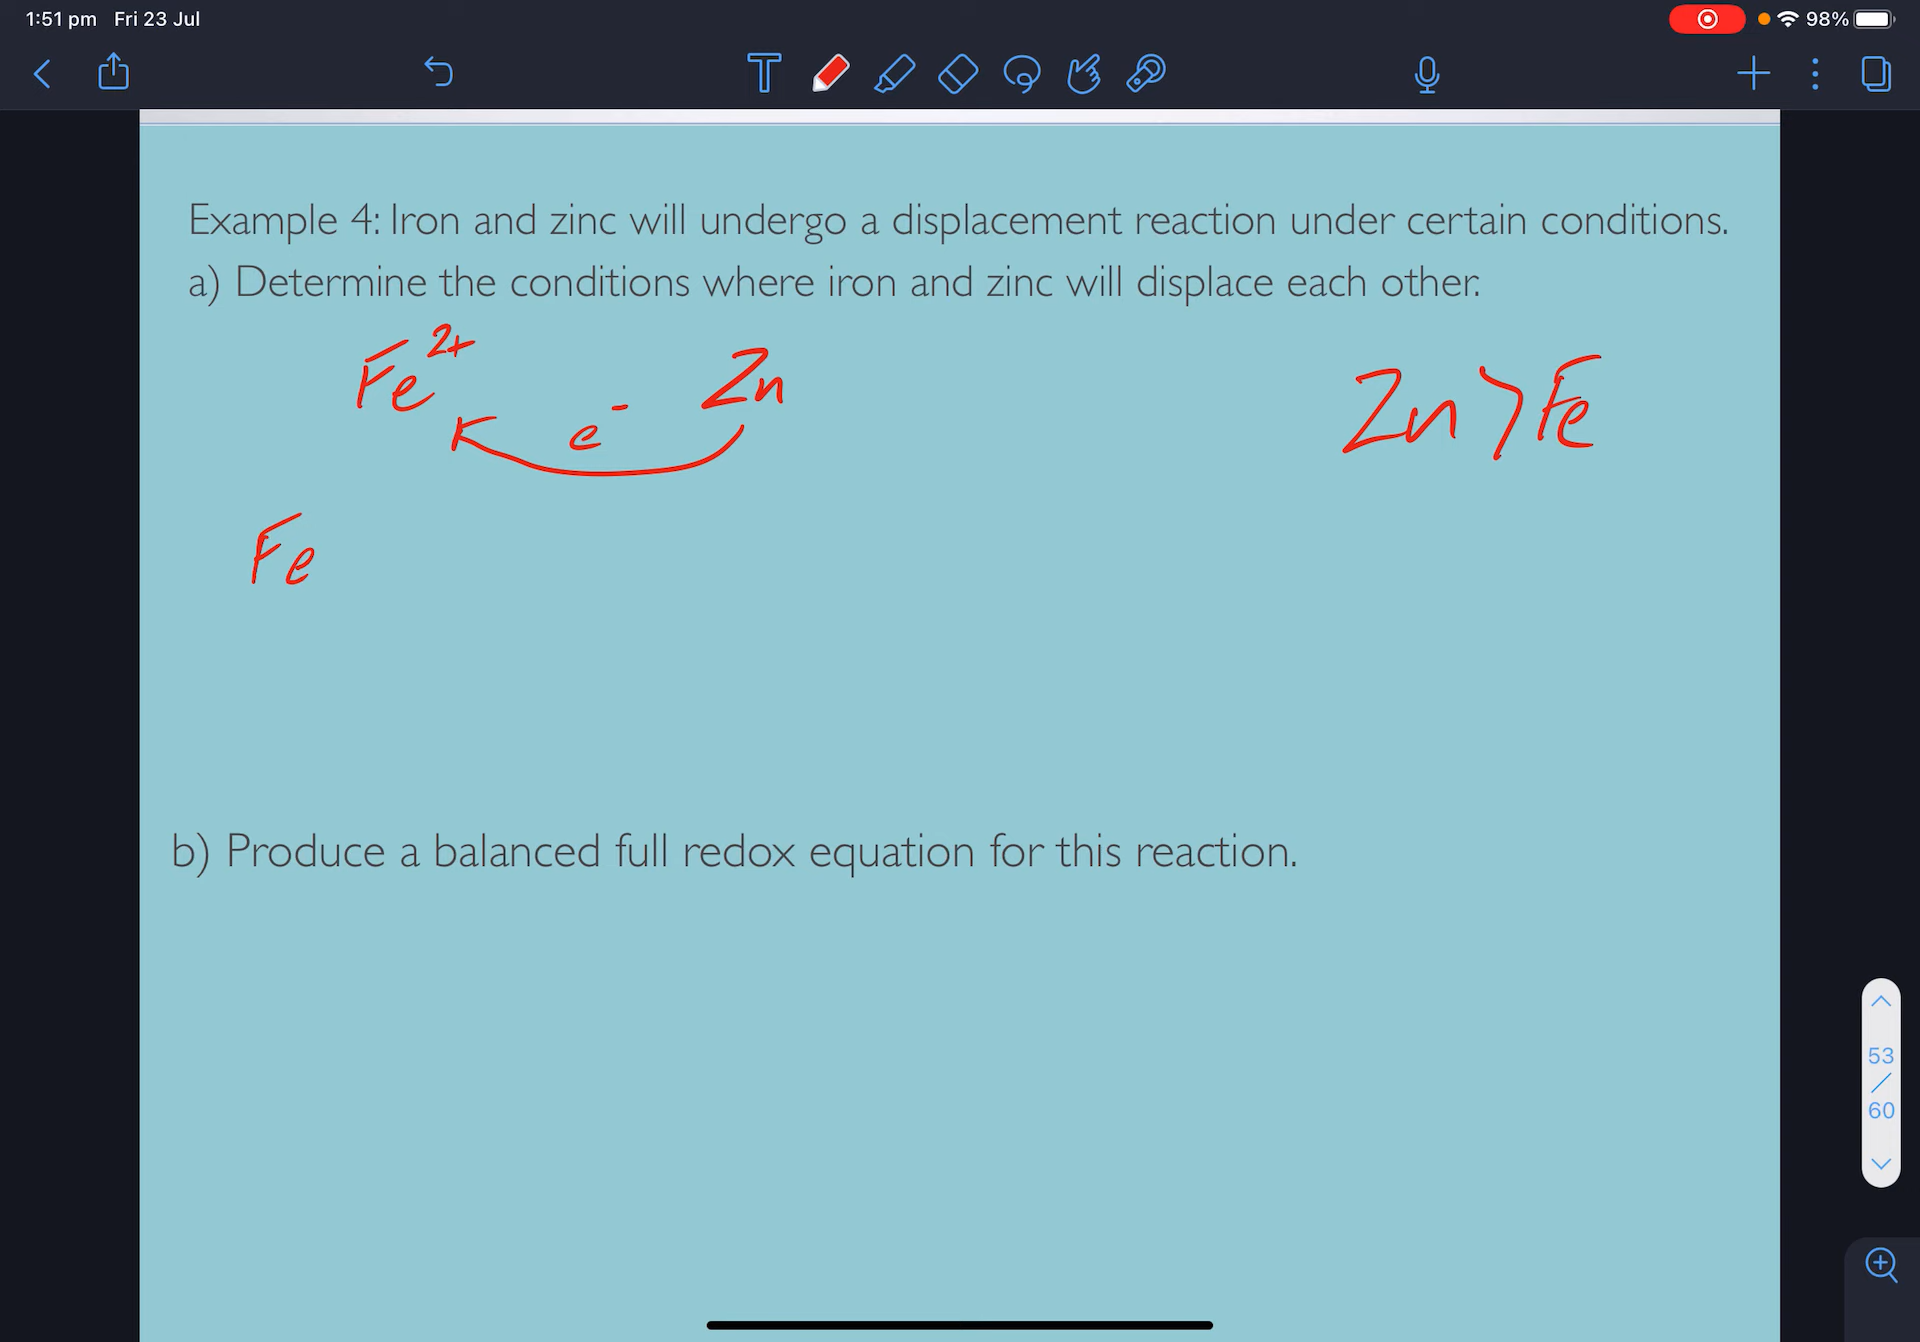 1:51 pm Fri 23 Jul 98%
T
Example 4: Iron and zinc will undergo a displacement reaction under certain conditions.
a) Determine the conditions where iron and zinc will displace each other.
Fe²⁺ Zn
e⁻
Zn > Fe
Fe
b) Produce a balanced full redox equation for this reaction.
53
/
60